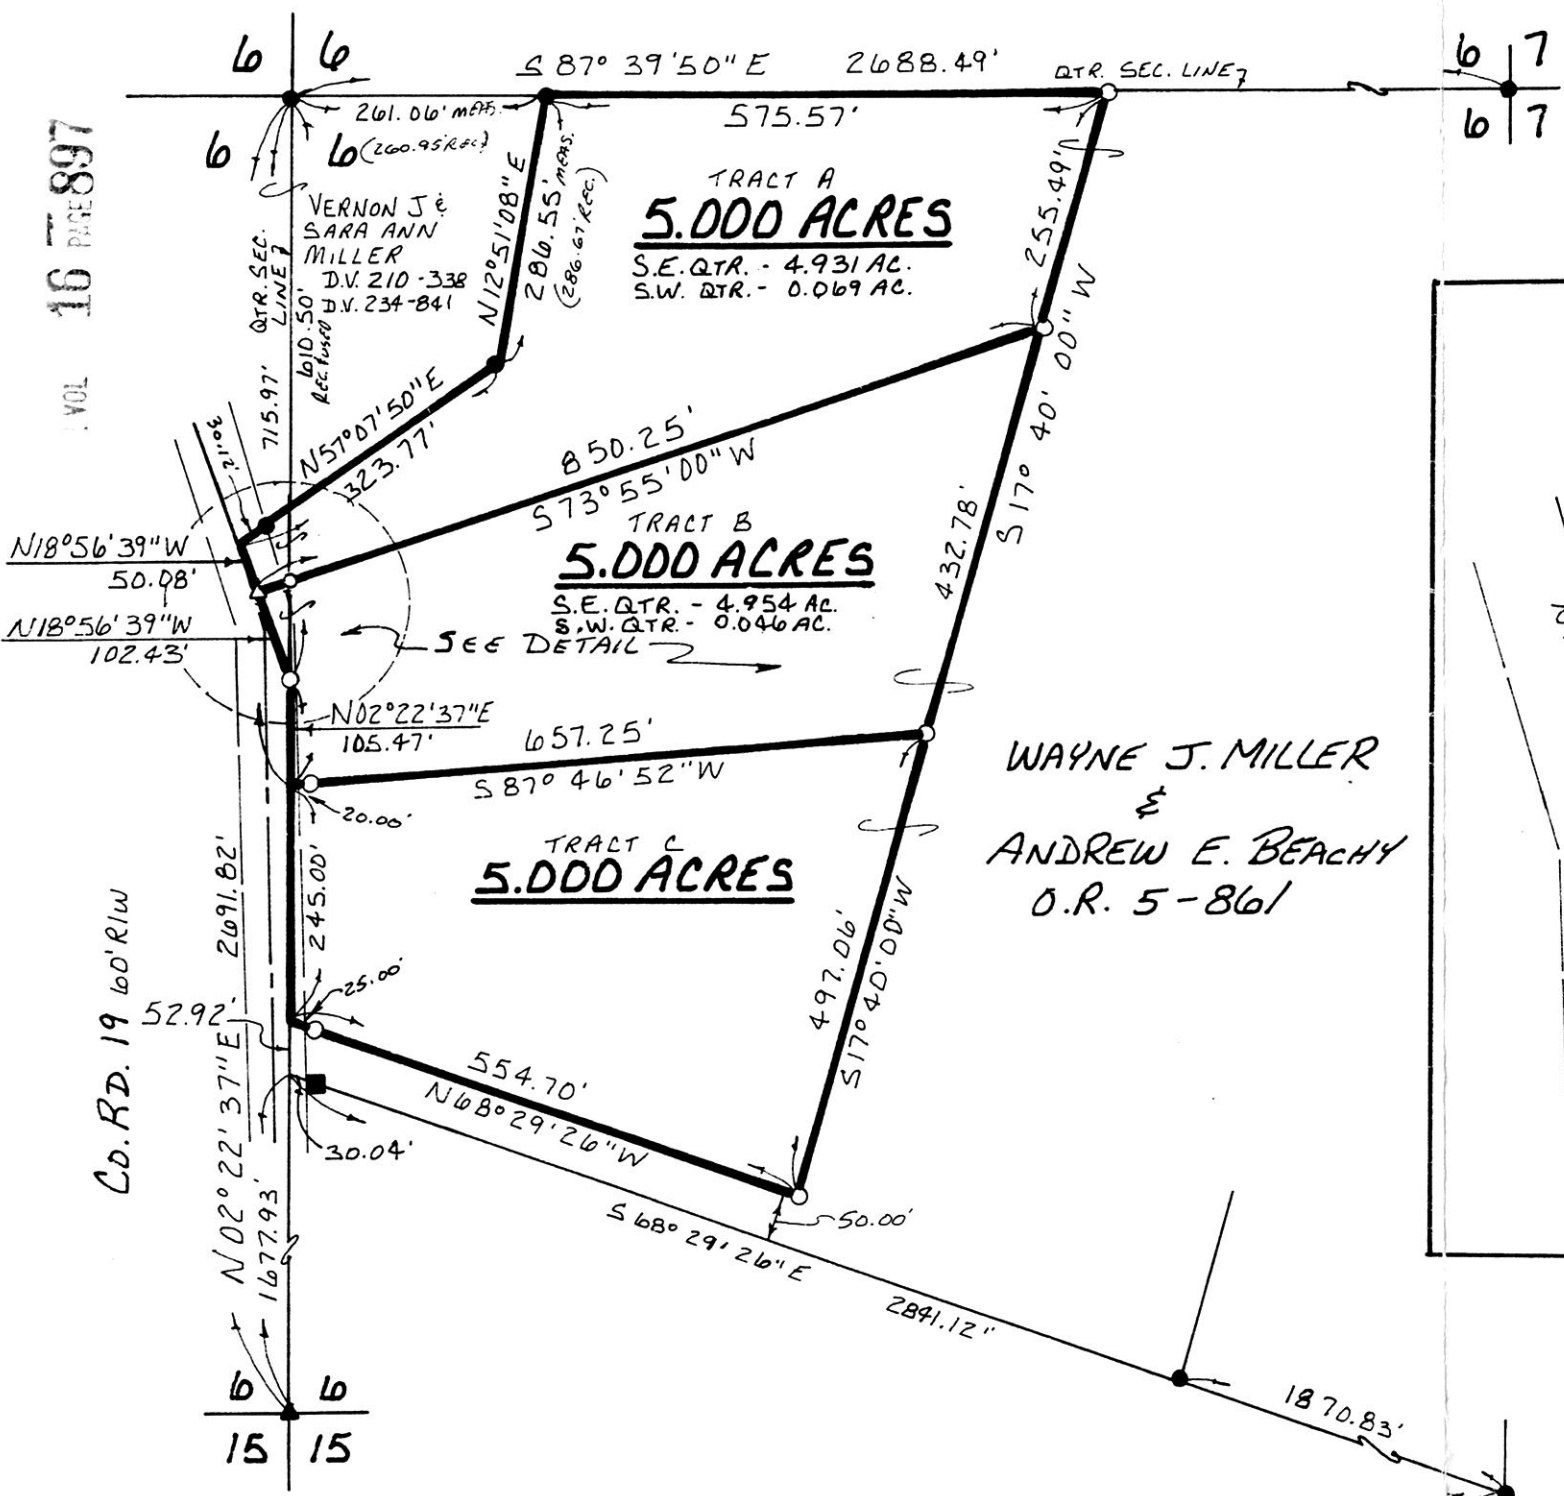 6 6
6 6
S 87° 39' 50" E 2688.49'
QTR. SEC. LINE
6 7
6 7
261.06' MEAS.
(260.95 REC.)
575.57'
VOL 16 PAGE 897
VERNON J &
SARA ANN
MILLER
D.V. 210-338
D.V. 234-841
QTR. SEC.
LINE
715.97'
610.50'
REC. USED
N12°51'08"E
286.55' MEAS.
(286.67' REC.)
TRACT A
5.000 ACRES
S.E. QTR. - 4.931 AC.
S.W. QTR. - 0.069 AC.
255.49'
S 17° 40' 00" W
N57°07'50"E
323.77'
850.25'
S 73° 55' 00" W
N18°56'39"W
50.08'
N18°56'39"W
102.43'
TRACT B
5.000 ACRES
S.E. QTR. - 4.954 AC.
S.W. QTR. - 0.046 AC.
SEE DETAIL
432.78'
N02°22'37"E
105.47'
657.25'
S 87° 46' 52" W
20.00'
WAYNE J. MILLER
&
ANDREW E. BEACHY
O.R. 5-861
TRACT C
5.000 ACRES
245.00'
25.00'
497.06'
S 17° 40' 00" W
CO. RD. 19 60' R/W
2691.82'
N 02° 22' 37" E
52.92'
1677.93'
30.04'
554.70'
N 68° 29' 26" W
50.00'
S 68° 29' 26" E
2841.12'
1870.83'
6 6
15 15